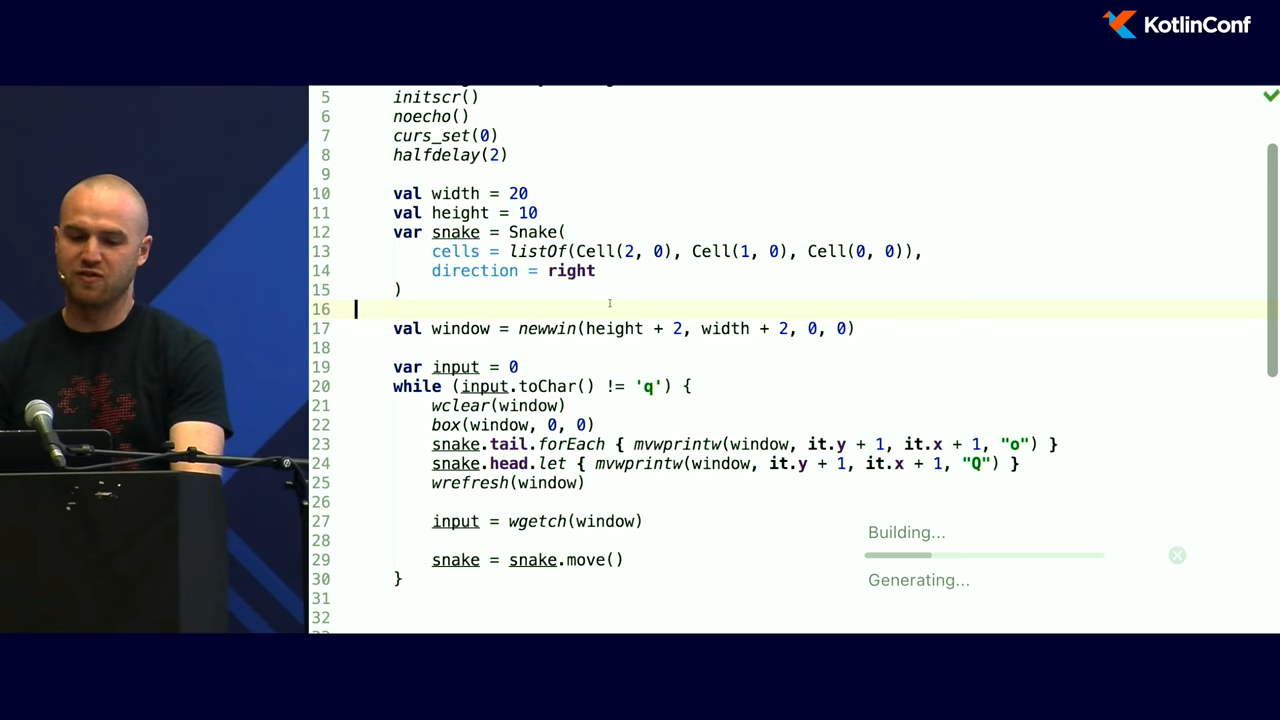 KotlinConf
5 initscr()
6 noecho()
7 curs_set(0)
8 halfdelay(2)
9
10 val width = 20
11 val height = 10
12 var snake = Snake(
13 cells = listOf(Cell(2, 0), Cell(1, 0), Cell(0, 0)),
14 direction = right
15 )
16
17 val window = newwin(height + 2, width + 2, 0, 0)
18
19 var input = 0
20 while (input.toChar() != 'q') {
21 wclear(window)
22 box(window, 0, 0)
23 snake.tail.forEach { mvwprintw(window, it.y + 1, it.x + 1, "o") }
24 snake.head.let { mvwprintw(window, it.y + 1, it.x + 1, "Q") }
25 wrefresh(window)
26
27 input = wgetch(window)
28
29 snake = snake.move()
30 }
31
32
Building...
Generating...